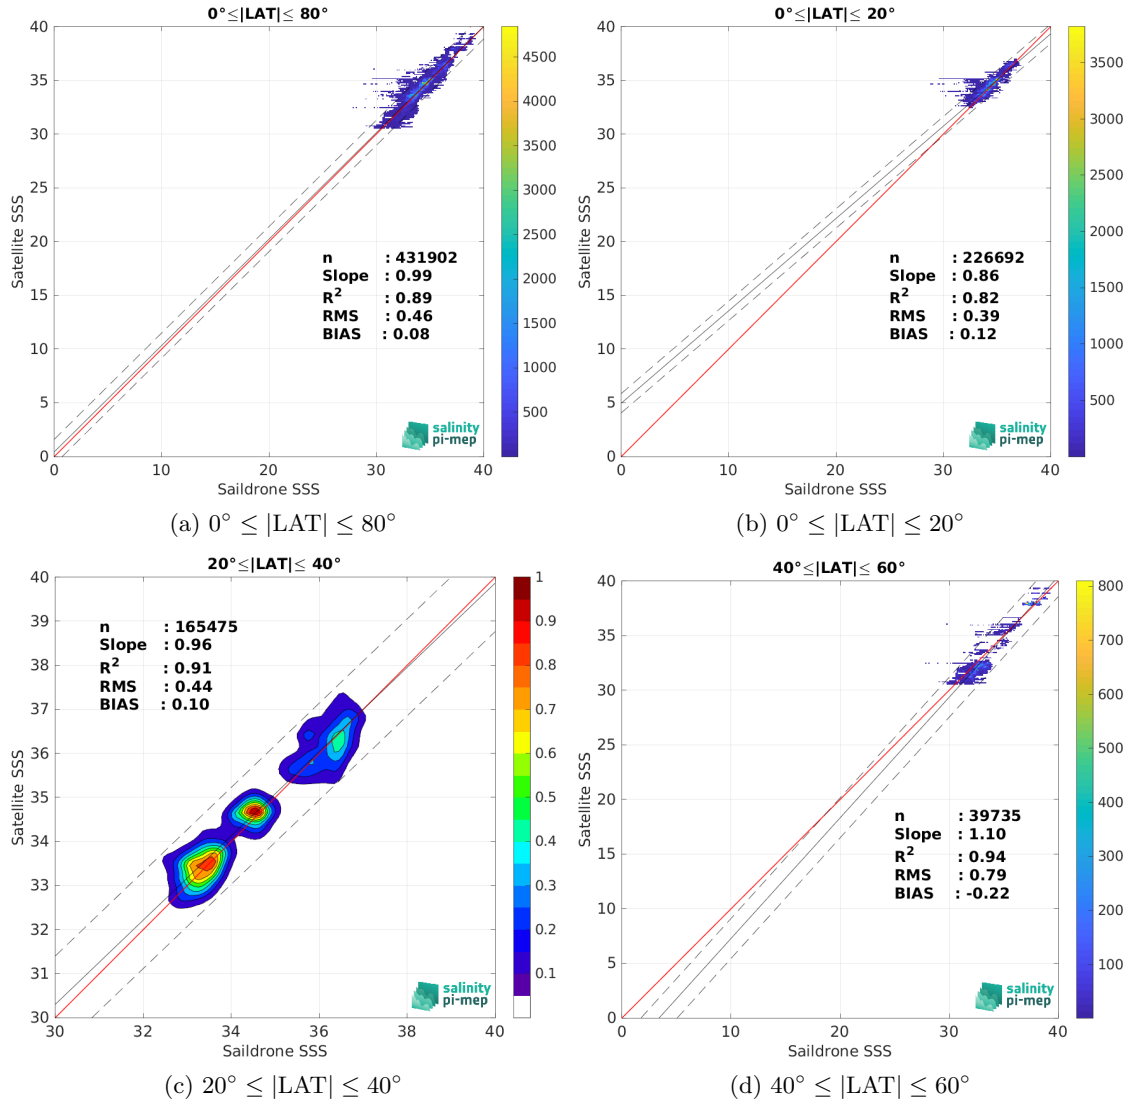 0°≤|LAT|≤ 80°
40
35
30
25
20
15
10
5
0
0
10
20
30
40
Satellite SSS
Saildrone SSS
n : 431902
Slope : 0.99
R² : 0.89
RMS : 0.46
BIAS : 0.08
salinity
pi-mep
4500
4000
3500
3000
2500
2000
1500
1000
500
(a) 0° ≤ |LAT| ≤ 80°
0°≤|LAT|≤ 20°
40
35
30
25
20
15
10
5
0
0
10
20
30
40
Satellite SSS
Saildrone SSS
n : 226692
Slope : 0.86
R² : 0.82
RMS : 0.39
BIAS : 0.12
salinity
pi-mep
3500
3000
2500
2000
1500
1000
500
(b) 0° ≤ |LAT| ≤ 20°
20°≤|LAT|≤ 40°
40
39
38
37
36
35
34
33
32
31
30
30
32
34
36
38
40
Satellite SSS
Saildrone SSS
n : 165475
Slope : 0.96
R² : 0.91
RMS : 0.44
BIAS : 0.10
salinity
pi-mep
1
0.9
0.8
0.7
0.6
0.5
0.4
0.3
0.2
0.1
(c) 20° ≤ |LAT| ≤ 40°
40°≤|LAT|≤ 60°
40
35
30
25
20
15
10
5
0
0
10
20
30
40
Satellite SSS
Saildrone SSS
n : 39735
Slope : 1.10
R² : 0.94
RMS : 0.79
BIAS : -0.22
salinity
pi-mep
800
700
600
500
400
300
200
100
(d) 40° ≤ |LAT| ≤ 60°